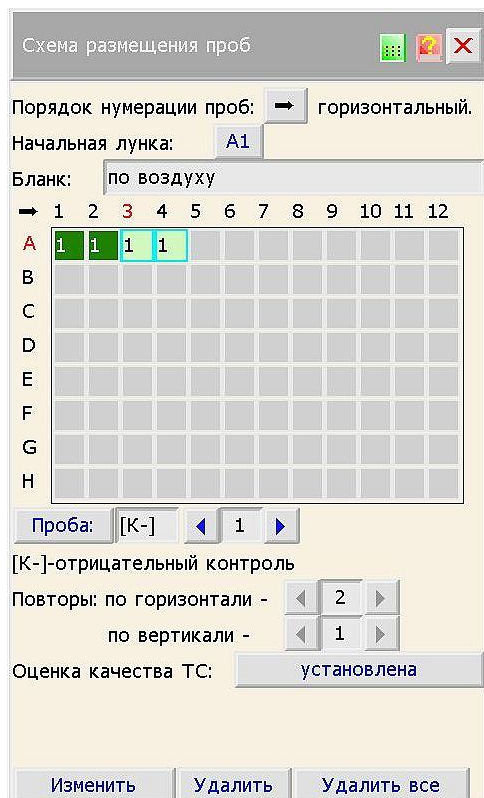 Схема размещения проб
Порядок нумерации проб: ➞ горизонтальный.
Начальная лунка: A1
Бланк: по воздуху
➞ 1 2 3 4 5 6 7 8 9 10 11 12
A 1 1 1 1
B
C
D
E
F
G
H
Проба: [К-] 1
[К-]-отрицательный контроль
Повторы: по горизонтали - 2
по вертикали - 1
Оценка качества ТС: установлена
Изменить Удалить Удалить все